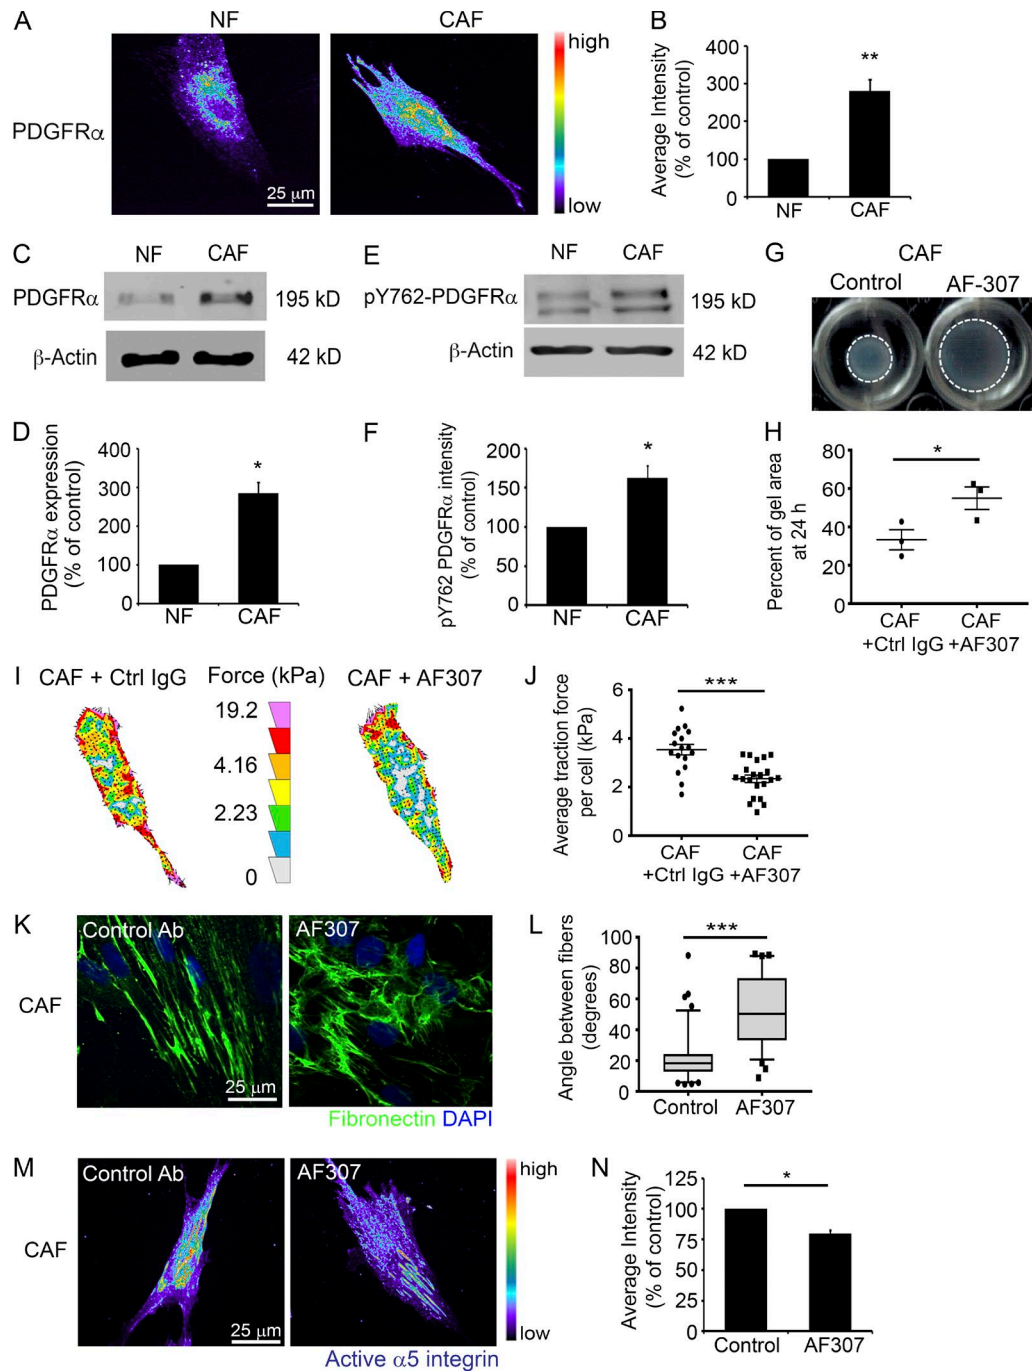 A
NF
CAF
PDGFRα
25 μm
high
low
B
Average Intensity
(% of control)
400
300
200
100
0
**
NF
CAF
C
NF
CAF
PDGFRα
195 kD
β-Actin
42 kD
E
NF
CAF
pY762-PDGFRα
195 kD
β-Actin
42 kD
G
CAF
Control
AF-307
D
PDGFRα expression
(% of control)
400
300
200
100
0
*
NF
CAF
F
pY762 PDGFRα intensity
(% of control)
200
150
100
50
0
*
NF
CAF
H
Percent of gel area
at 24 h
80
60
40
20
0
*
CAF
+Ctrl IgG
CAF
+AF307
I
CAF + Ctrl IgG
Force (kPa)
CAF + AF307
19.2
4.16
2.23
0
J
Average traction force
per cell (kPa)
6
4
2
0
***
CAF
+Ctrl IgG
CAF
+AF307
K
CAF
Control Ab
25 μm
AF307
Fibronectin DAPI
L
Angle between fibers
(degrees)
100
80
60
40
20
0
***
Control
AF307
M
CAF
Control Ab
25 μm
AF307
high
low
Active α5 integrin
N
Average Intensity
(% of control)
125
100
75
50
25
0
*
Control
AF307